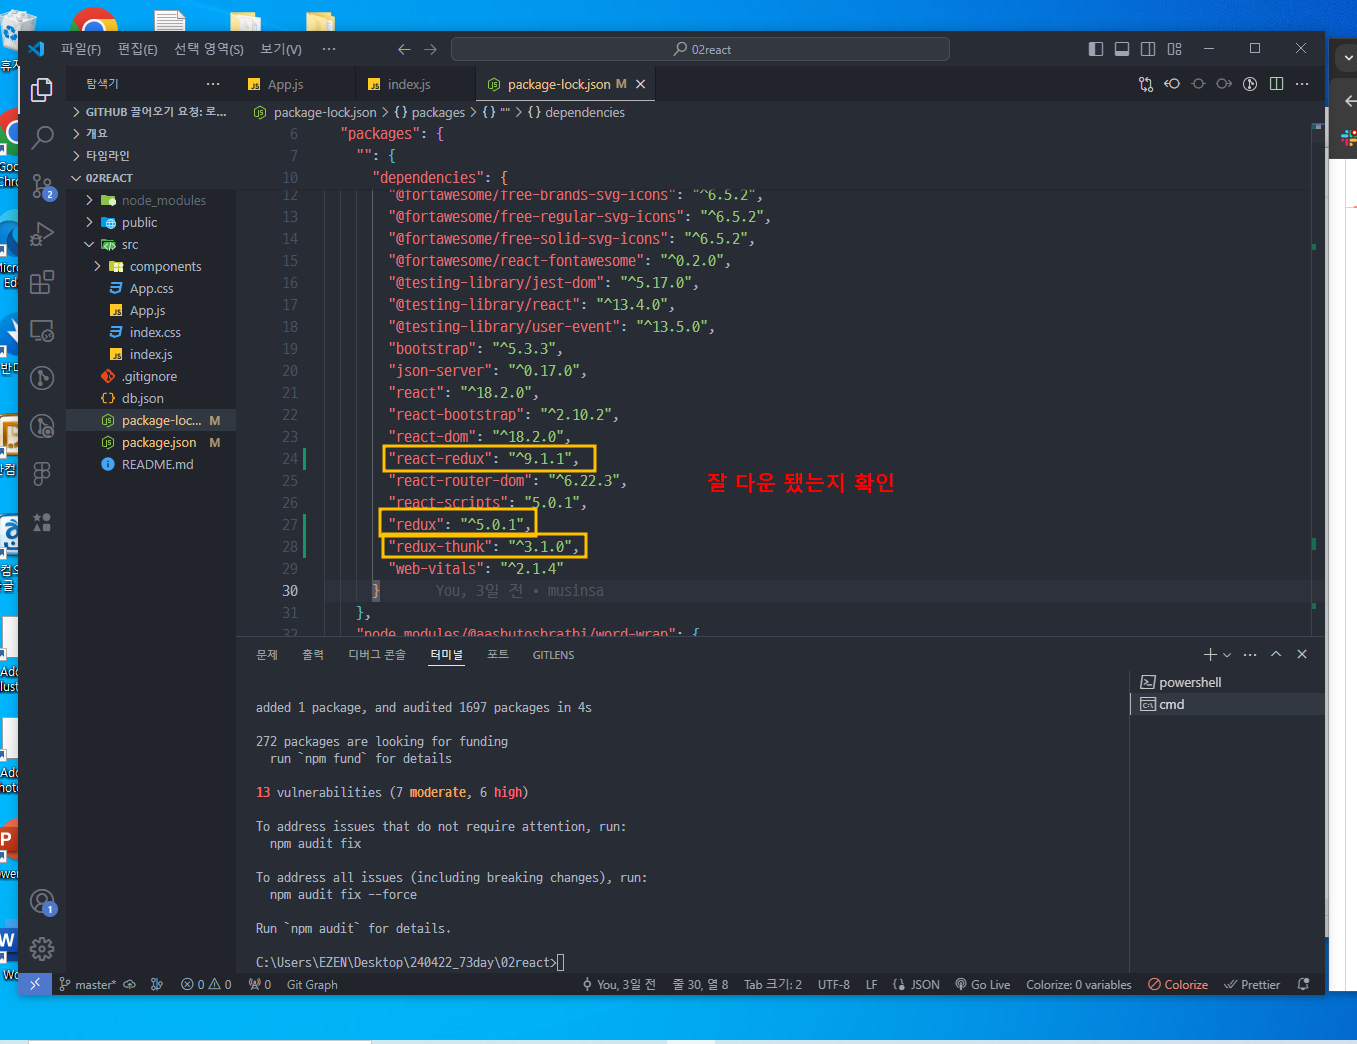 파일(F) 편집(E) 선택 영역(S) 보기(V) ··· 02react
탐색기 ··· App.js index.js package-lock.json M
GITHUB 끌어오기 요청: 로...
개요
타임라인
02REACT
node_modules
public
src
components
App.css
App.js
index.css
index.js
.gitignore
db.json
package-loc... M
package.json M
README.md
package-lock.json > {} packages > {} "" > {} dependencies
6 "packages": {
7 "": {
10 "dependencies": {
12 "@fortawesome/free-brands-svg-icons": "^6.5.2",
13 "@fortawesome/free-regular-svg-icons": "^6.5.2",
14 "@fortawesome/free-solid-svg-icons": "^6.5.2",
15 "@fortawesome/react-fontawesome": "^0.2.0",
16 "@testing-library/jest-dom": "^5.17.0",
17 "@testing-library/react": "^13.4.0",
18 "@testing-library/user-event": "^13.5.0",
19 "bootstrap": "^5.3.3",
20 "json-server": "^0.17.0",
21 "react": "^18.2.0",
22 "react-bootstrap": "^2.10.2",
23 "react-dom": "^18.2.0",
24 "react-redux": "^9.1.1",
25 "react-router-dom": "^6.22.3",
잘 다운 됐는지 확인
26 "react-scripts": "5.0.1",
27 "redux": "^5.0.1",
28 "redux-thunk": "^3.1.0",
29 "web-vitals": "^2.1.4"
30 } You, 3일 전 • musinsa
31 },
32 "node_modules/@aashutoshrathi/word-wrap": {
문제 출력 디버그 콘솔 터미널 포트 GITLENS
powershell
cmd
added 1 package, and audited 1697 packages in 4s
272 packages are looking for funding
run `npm fund` for details
13 vulnerabilities (7 moderate, 6 high)
To address issues that do not require attention, run:
npm audit fix
To address all issues (including breaking changes), run:
npm audit fix --force
Run `npm audit` for details.
C:\Users\EZEN\Desktop\240422_73day\02react>
2
1
master* 0 0 0 Git Graph You, 3일 전 줄 30, 열 8 Tab 크기: 2 UTF-8 LF {} JSON Go Live Colorize: 0 variables Colorize Prettier